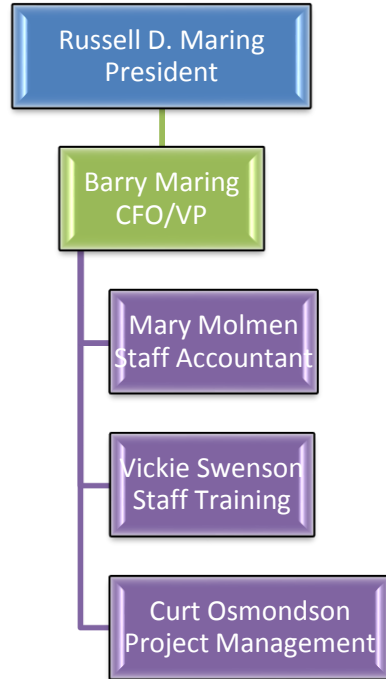 Russell D. Maring
President
Barry Maring
CFO/VP
Mary Molmen
Staff Accountant
Vickie Swenson
Staff Training
Curt Osmondson
Project Management